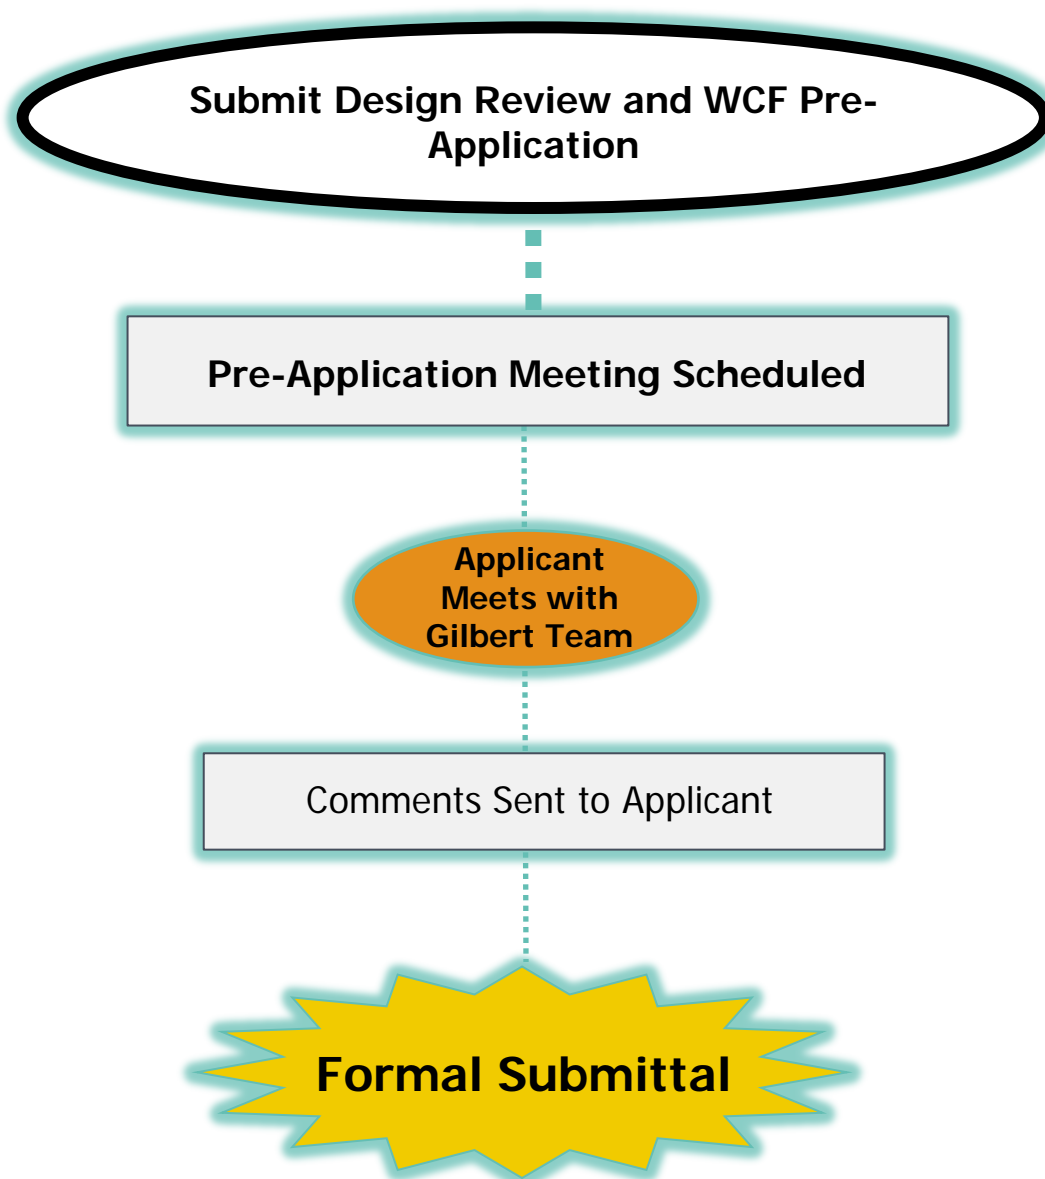 Submit Design Review and WCF Pre-
Application
Pre-Application Meeting Scheduled
Applicant
Meets with
Gilbert Team
Comments Sent to Applicant
Formal Submittal